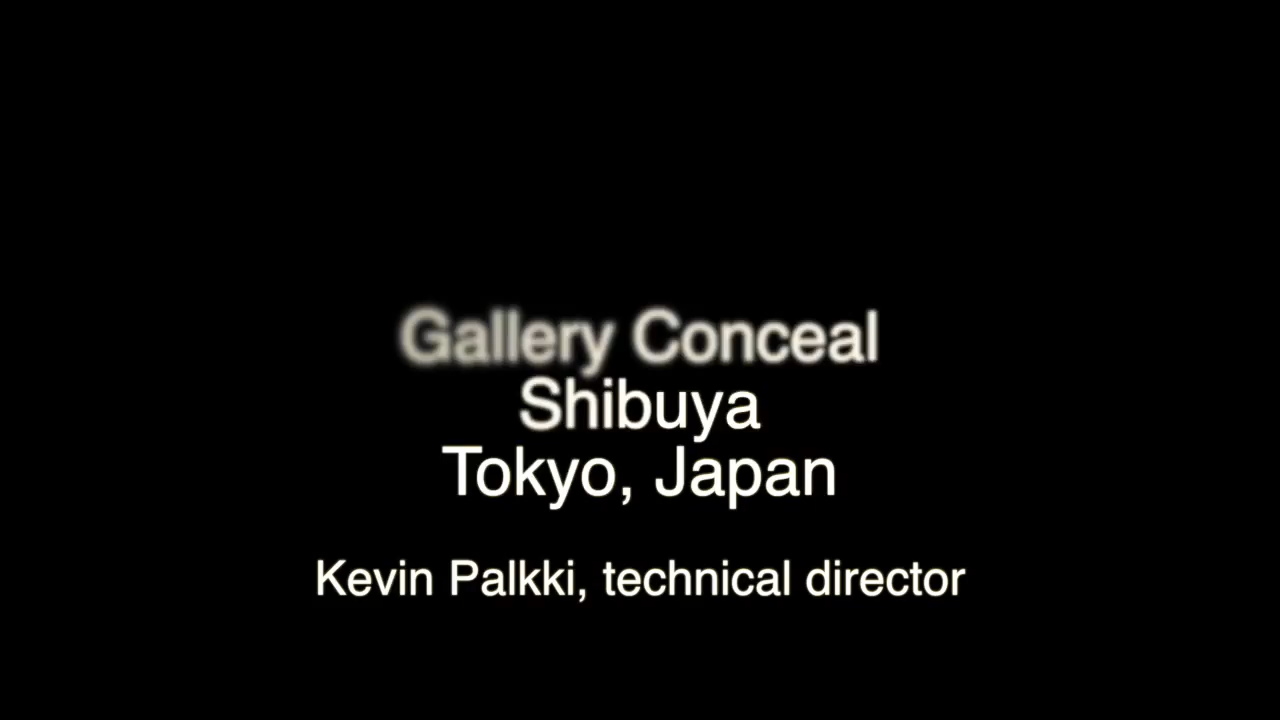 Gallery Conceal
Shibuya
Tokyo, Japan
Kevin Palkki, technical director